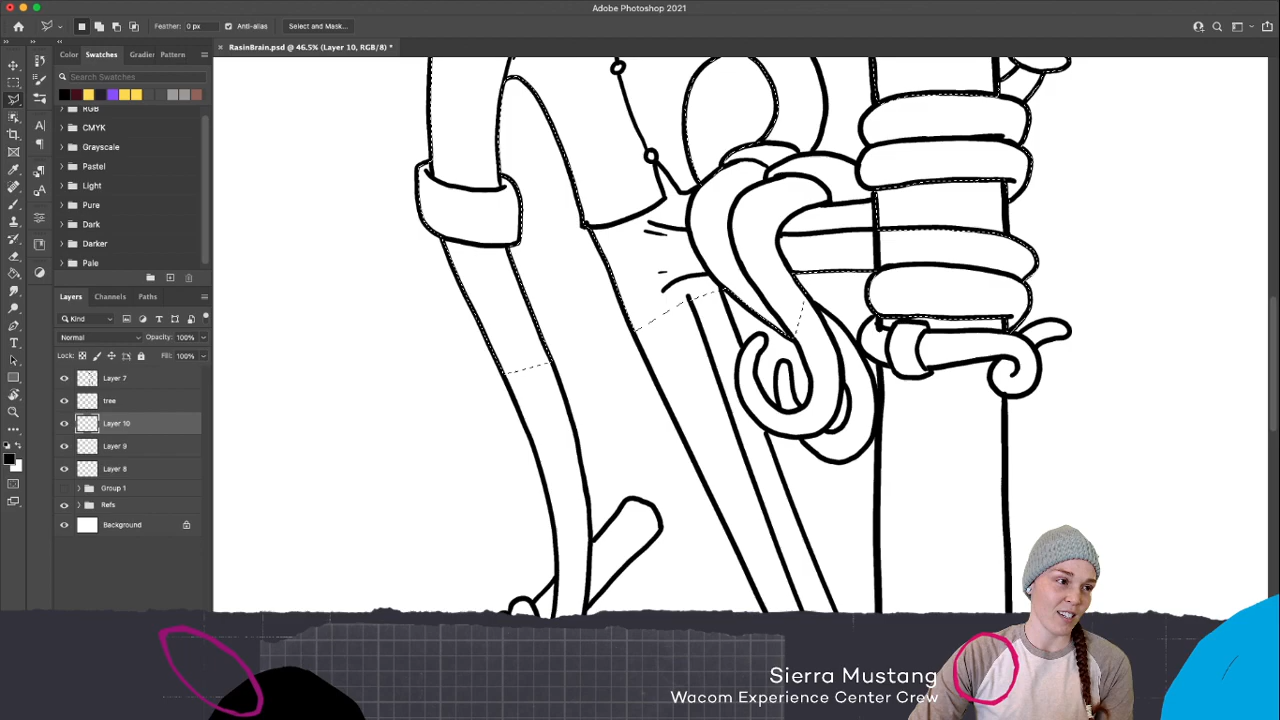 Adobe Photoshop 2021
Feather: 0 px
Anti-alias
Select and Mask...
RasinBrain.psd @ 46.5% (Layer 10, RGB/8) *
Color Swatches Gradier Pattern
Search Swatches
RGB
CMYK
Grayscale
Pastel
Light
Pure
Dark
Darker
Pale
Layers Channels Paths
Kind
Normal Opacity: 100%
Lock: Fill: 100%
Layer 7
tree
Layer 10
Layer 9
Layer 8
Group 1
Refs
Background
Sierra Mustang
Wacom Experience Center Crew